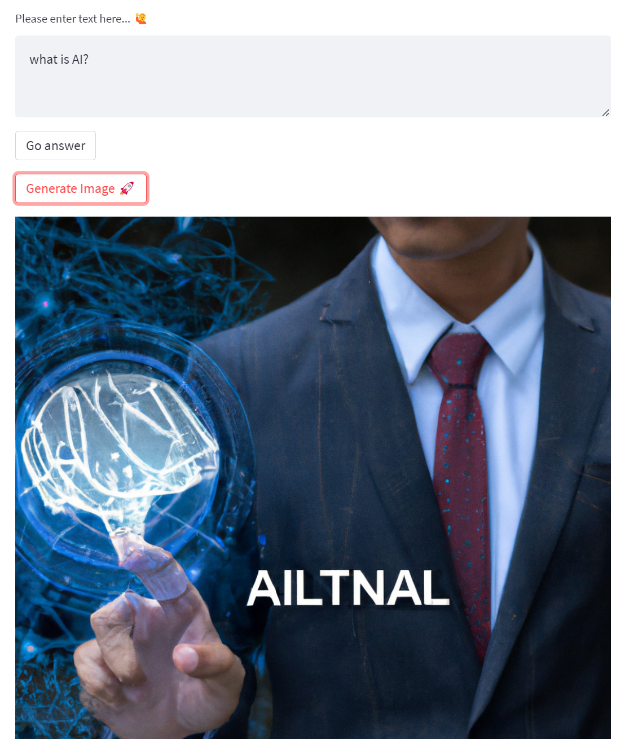 Please enter text here... 🥰
what is AI?
Go answer
Generate Image 🚀
AILTNAL